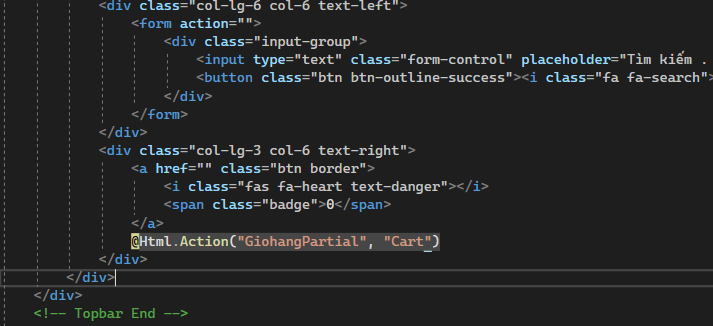 <div class="col-lg-6 col-6 text-left">
<form action="">
<div class="input-group">
<input type="text" class="form-control" placeholder="Tìm kiếm .
<button class="btn btn-outline-success"><i class="fa fa-search">
</div>
</form>
</div>
<div class="col-lg-3 col-6 text-right">
<a href="" class="btn border">
<i class="fas fa-heart text-danger"></i>
<span class="badge">0</span>
</a>
@Html.Action("GiohangPartial", "Cart")
</div>
</div>
</div>
<!-- Topbar End -->